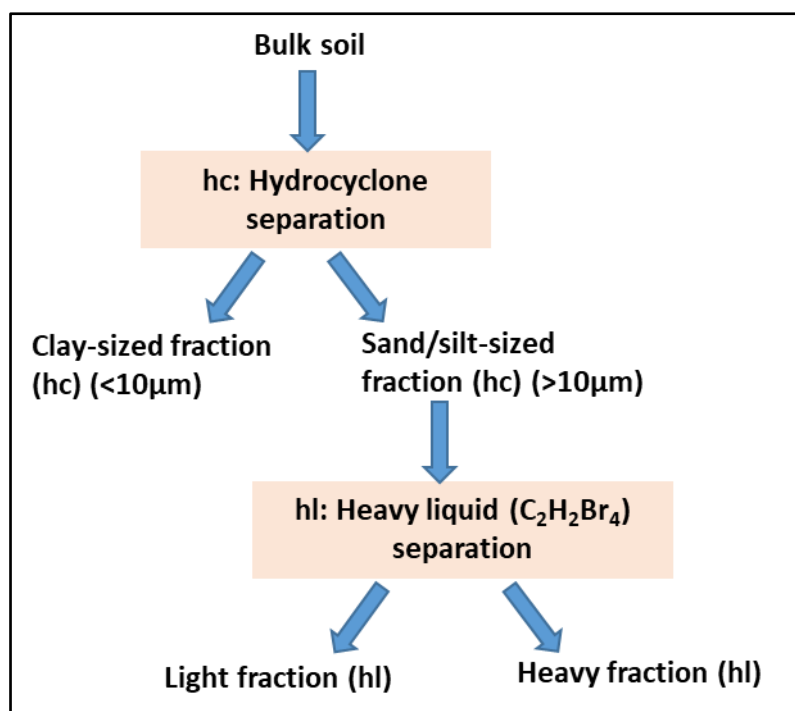 Bulk soil
hc: Hydrocyclone
separation
Clay-sized fraction
(hc) (<10µm)
Sand/silt-sized
fraction (hc) (>10µm)
hl: Heavy liquid (C₂H₂Br₄)
separation
Light fraction (hl)
Heavy fraction (hl)